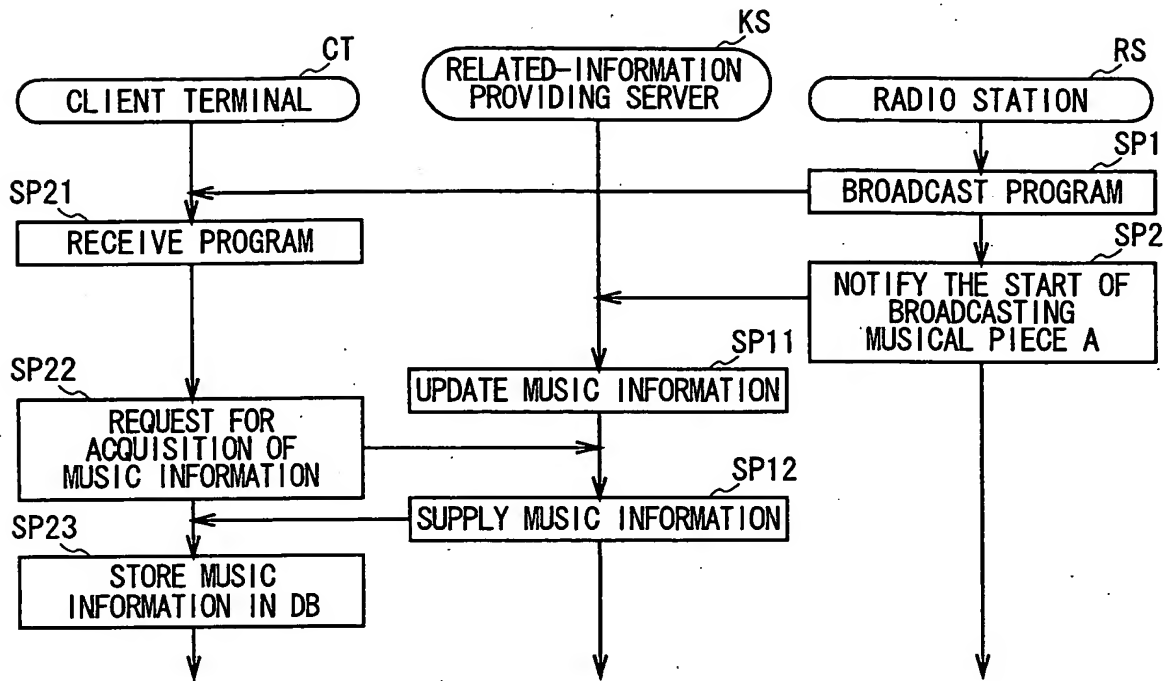 CT
KS
RS
CLIENT TERMINAL
RELATED-INFORMATION
PROVIDING SERVER
RADIO STATION
SP1
BROADCAST PROGRAM
SP21
RECEIVE PROGRAM
SP2
NOTIFY THE START OF
BROADCASTING
MUSICAL PIECE A
SP11
UPDATE MUSIC INFORMATION
SP22
REQUEST FOR
ACQUISITION OF
MUSIC INFORMATION
SP12
SUPPLY MUSIC INFORMATION
SP23
STORE MUSIC
INFORMATION IN DB